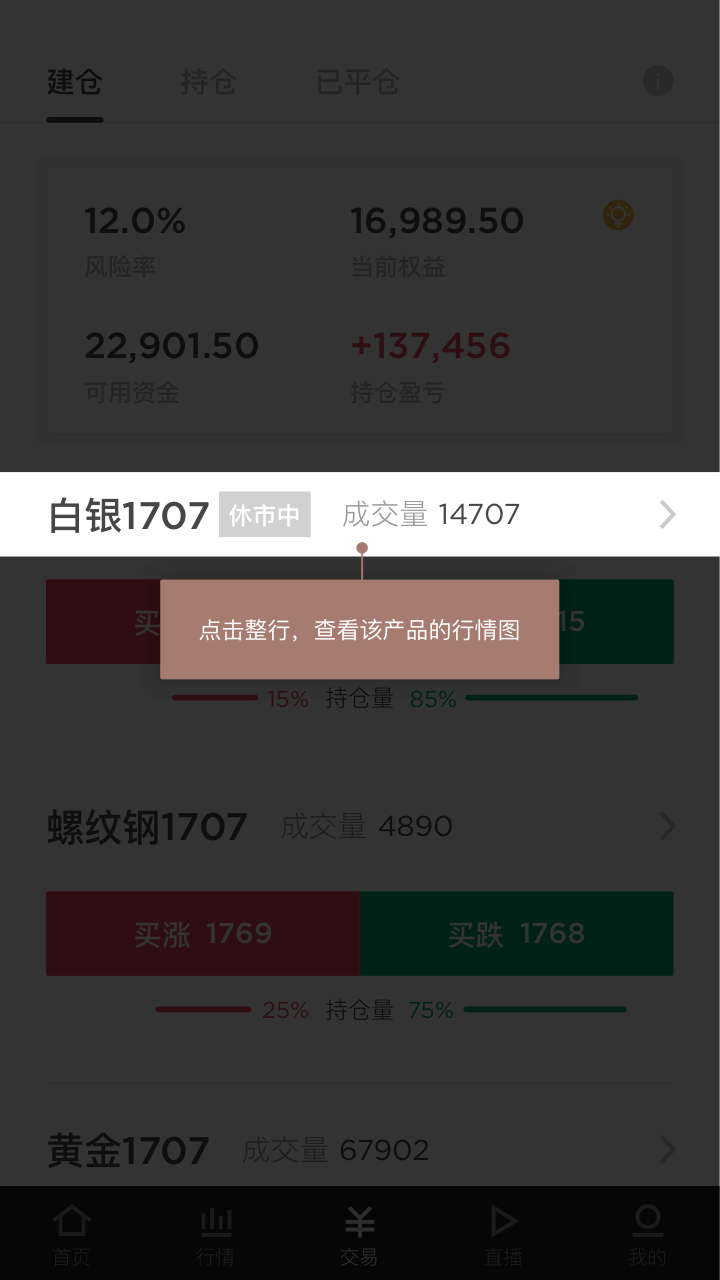 建仓 持仓 已平仓
12.0% 16,989.50
风险率 当前权益
22,901.50 +137,456
可用资金 持仓盈亏
白银1707 休市中 成交量 14707
买 15
点击整行，查看该产品的行情图
15% 持仓量 85%
螺纹钢1707 成交量 4890
买涨 1769 买跌 1768
25% 持仓量 75%
黄金1707 成交量 67902
首页 行情 交易 直播 我的